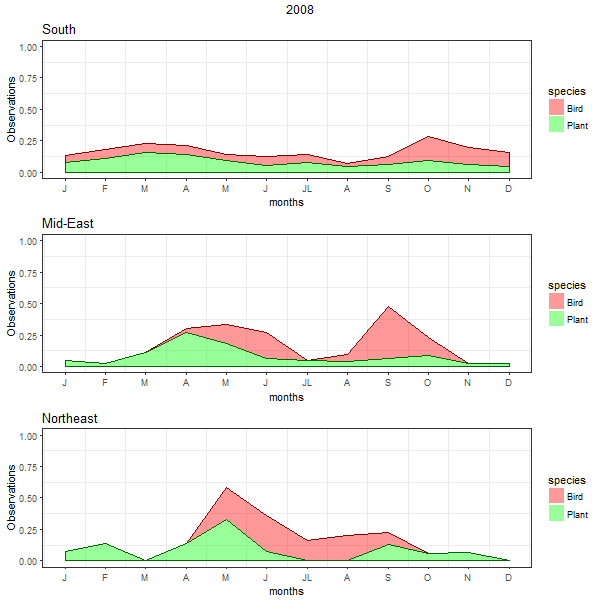 2008
South
Observations
1.00
0.75
0.50
0.25
0.00
J F M A M J JL A S O N D
months
species
Bird
Plant
Mid-East
Observations
1.00
0.75
0.50
0.25
0.00
J F M A M J JL A S O N D
months
species
Bird
Plant
Northeast
Observations
1.00
0.75
0.50
0.25
0.00
J F M A M J JL A S O N D
months
species
Bird
Plant